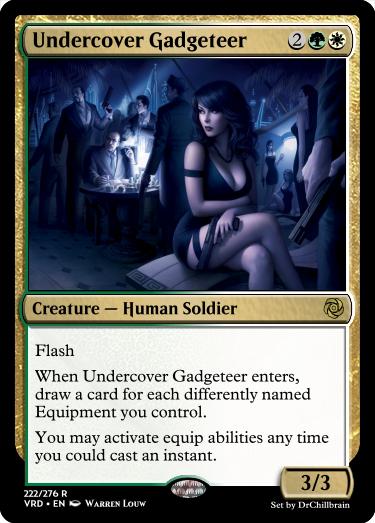 Undercover Gadgeteer 2
Creature — Human Soldier
Flash
When Undercover Gadgeteer enters,
draw a card for each differently named
Equipment you control.
You may activate equip abilities any time
you could cast an instant.
3/3
222/276 R
VRD • EN Warren Louw
Set by DrChillbrain